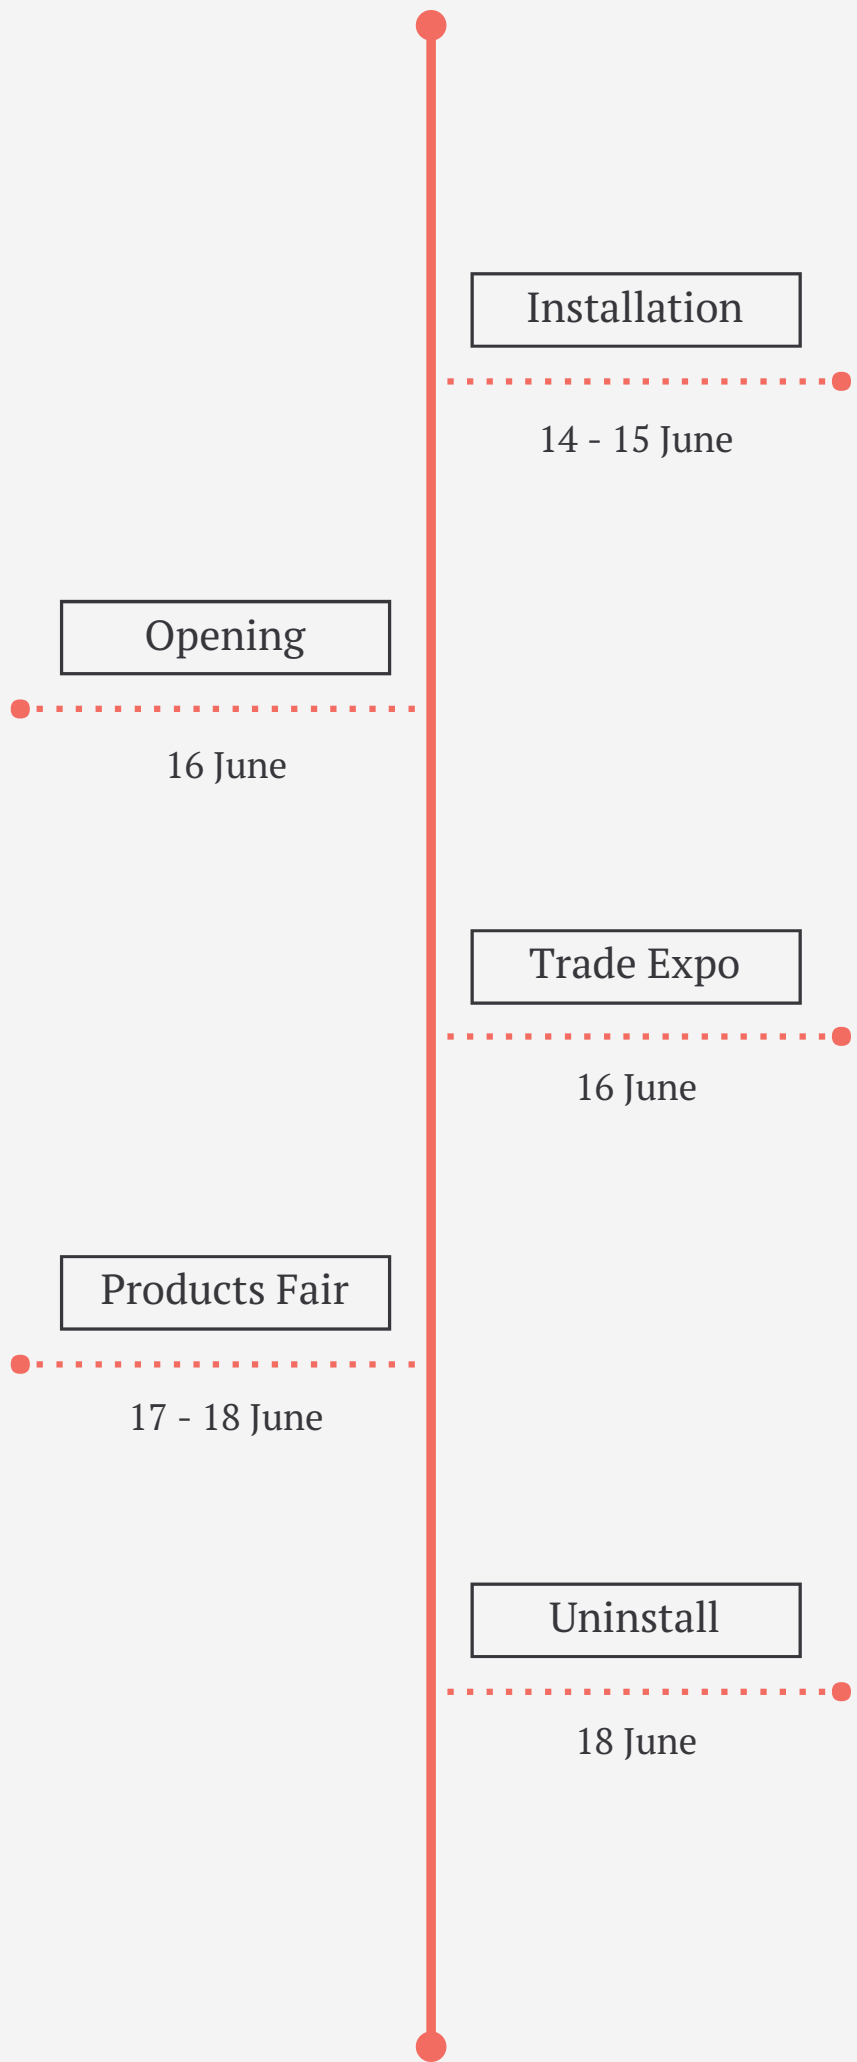 Installation
14 - 15 June
Opening
16 June
Trade Expo
16 June
Products Fair
17 - 18 June
Uninstall
18 June